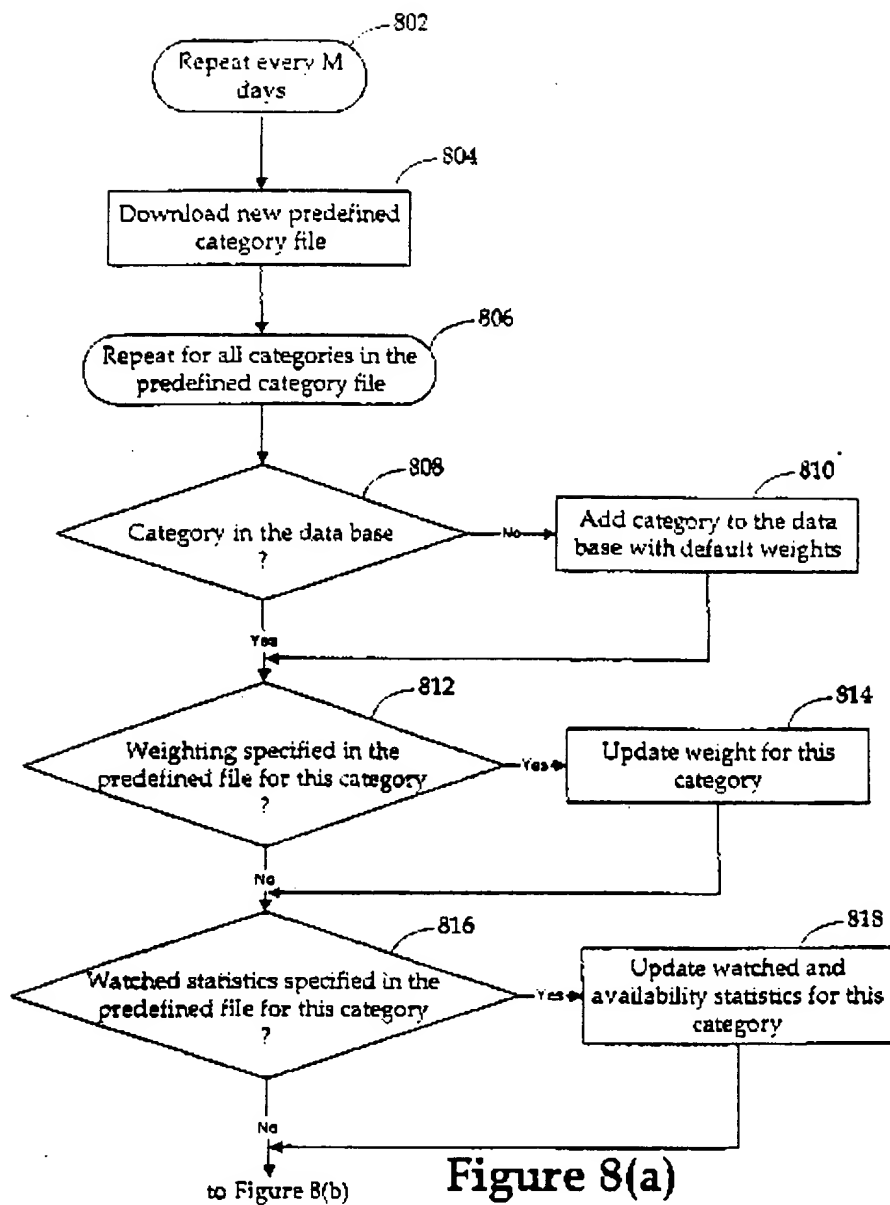 802
Repeat every M
days
804
Download new predefined
category file
806
Repeat for all categories in the
predefined category file
808
Category in the data base
?
No
810
Add category to the data
base with default weights
Yes
812
Weighting specified in the
predefined file for this category
?
Yes
814
Update weight for this
category
No
816
Watched statistics specified in the
predefined file for this category
?
Yes
818
Update watched and
availability statistics for this
category
No
to Figure 8(b)
Figure 8(a)